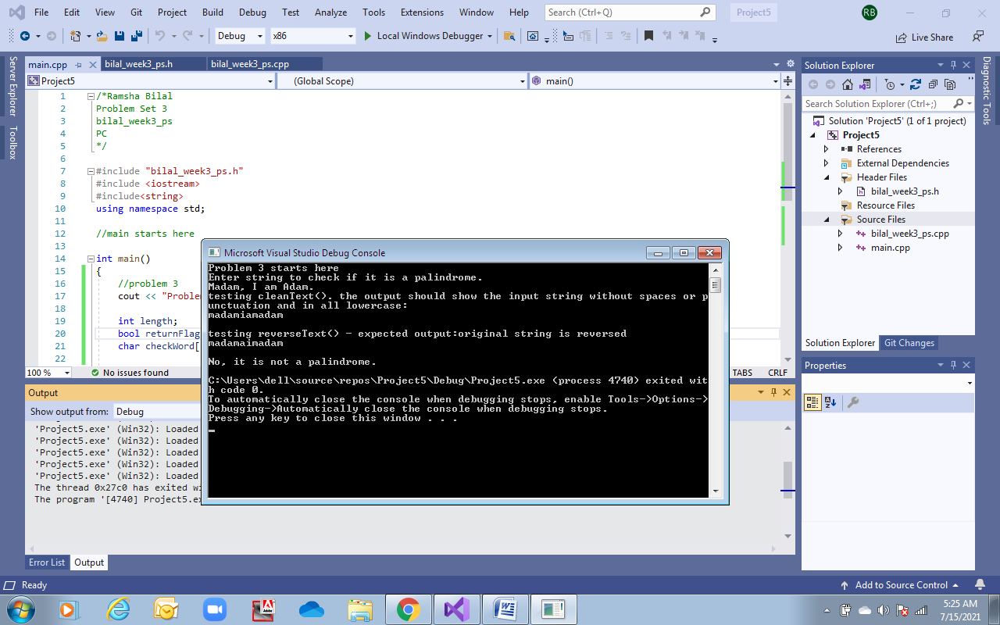 File Edit View Git Project Build Debug Test Analyze Tools Extensions Window Help Search (Ctrl+Q) Project5 RB
Debug x86 Local Windows Debugger Live Share
Server Explorer
Toolbox
main.cpp bilal_week3_ps.h bilal_week3_ps.cpp
Project5 (Global Scope) main()
1 /*Ramsha Bilal
2 Problem Set 3
3 bilal_week3_ps
4 PC
5 */
6
7 #include "bilal_week3_ps.h"
8 #include <iostream>
9 #include<string>
10 using namespace std;
11
12 //main starts here
13
14 int main()
15 {
16 //problem 3
17 cout << "Problem
18
19 int length;
20 bool returnFlag
21 char checkWord[
22
100 % No issues found TABS CRLF
Microsoft Visual Studio Debug Console
Problem 3 starts here
Enter string to check if it is a palindrome.
Madam, I am Adam.
testing cleanText(). the output should show the input string without spaces or p
unctuation and in all lowercase:
madamiamadam
testing reverseText() - expected output:original string is reversed
madamaimadam
No, it is not a palindrome.
C:\Users\dell\source\repos\Project5\Debug\Project5.exe (process 4740) exited wit
h code 0.
To automatically close the console when debugging stops, enable Tools->Options->
Debugging->Automatically close the console when debugging stops.
Press any key to close this window . . .
Output
Show output from: Debug
'Project5.exe' (Win32): Loaded
'Project5.exe' (Win32): Loaded
'Project5.exe' (Win32): Loaded
'Project5.exe' (Win32): Loaded
'Project5.exe' (Win32): Loaded
The thread 0x27c0 has exited wi
The program '[4740] Project5.ex
Error List Output
Solution Explorer
Search Solution Explorer (Ctrl+;)
Solution 'Project5' (1 of 1 project)
Project5
References
External Dependencies
Header Files
bilal_week3_ps.h
Resource Files
Source Files
bilal_week3_ps.cpp
main.cpp
Solution Explorer Git Changes
Properties
Diagnostic Tools
Ready Add to Source Control
5:25 AM
7/15/2021